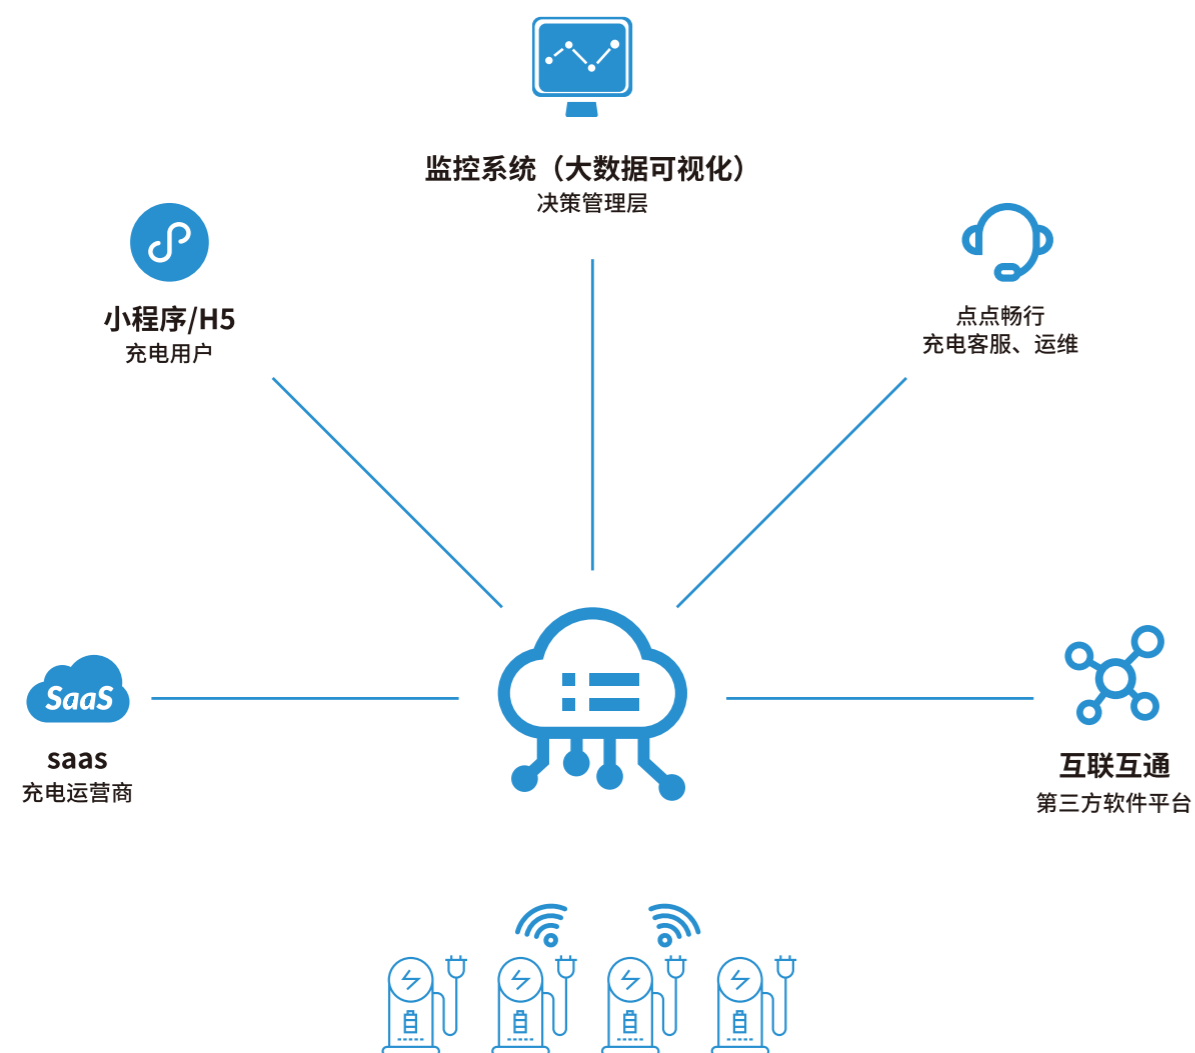 监控系统（大数据可视化）
决策管理层
小程序/H5
充电用户
点点畅行
充电客服、运维
SaaS
saas
充电运营商
互联互通
第三方软件平台